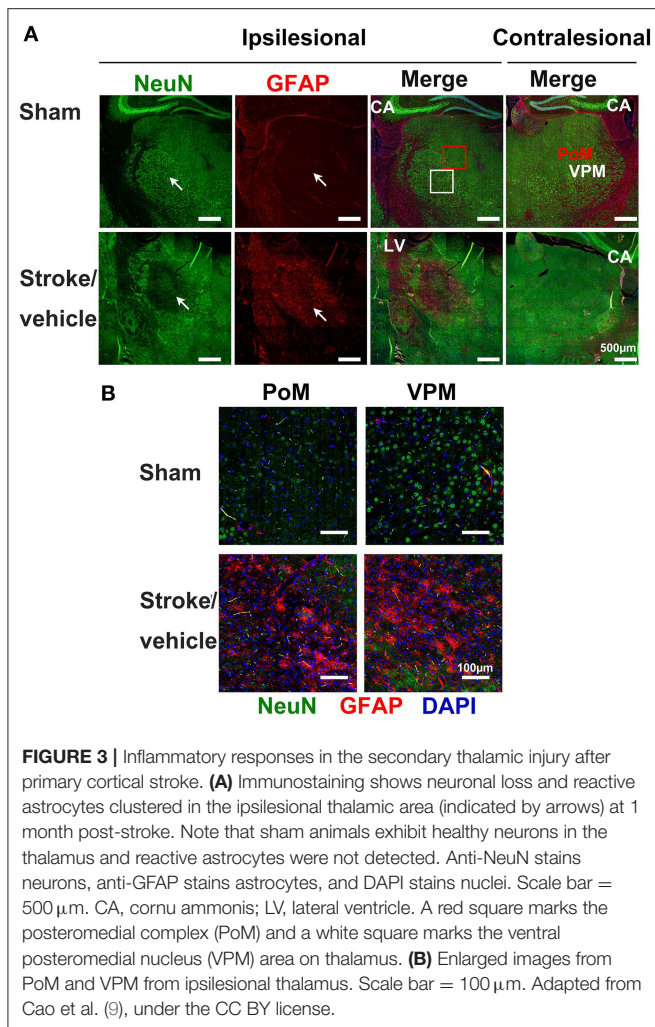 A
Ipsilesional Contralesional
NeuN GFAP Merge Merge
Sham
CA CA
PoM
VPM
Stroke/
vehicle
LV CA
500μm
B
PoM VPM
Sham
Stroke/
vehicle
100μm
NeuN GFAP DAPI
FIGURE 3 | Inflammatory responses in the secondary thalamic injury after
primary cortical stroke. (A) Immunostaining shows neuronal loss and reactive
astrocytes clustered in the ipsilesional thalamic area (indicated by arrows) at 1
month post-stroke. Note that sham animals exhibit healthy neurons in the
thalamus and reactive astrocytes were not detected. Anti-NeuN stains
neurons, anti-GFAP stains astrocytes, and DAPI stains nuclei. Scale bar =
500 μm. CA, cornu ammonis; LV, lateral ventricle. A red square marks the
posteromedial complex (PoM) and a white square marks the ventral
posteromedial nucleus (VPM) area on thalamus. (B) Enlarged images from
PoM and VPM from ipsilesional thalamus. Scale bar = 100 μm. Adapted from
Cao et al. (9), under the CC BY license.